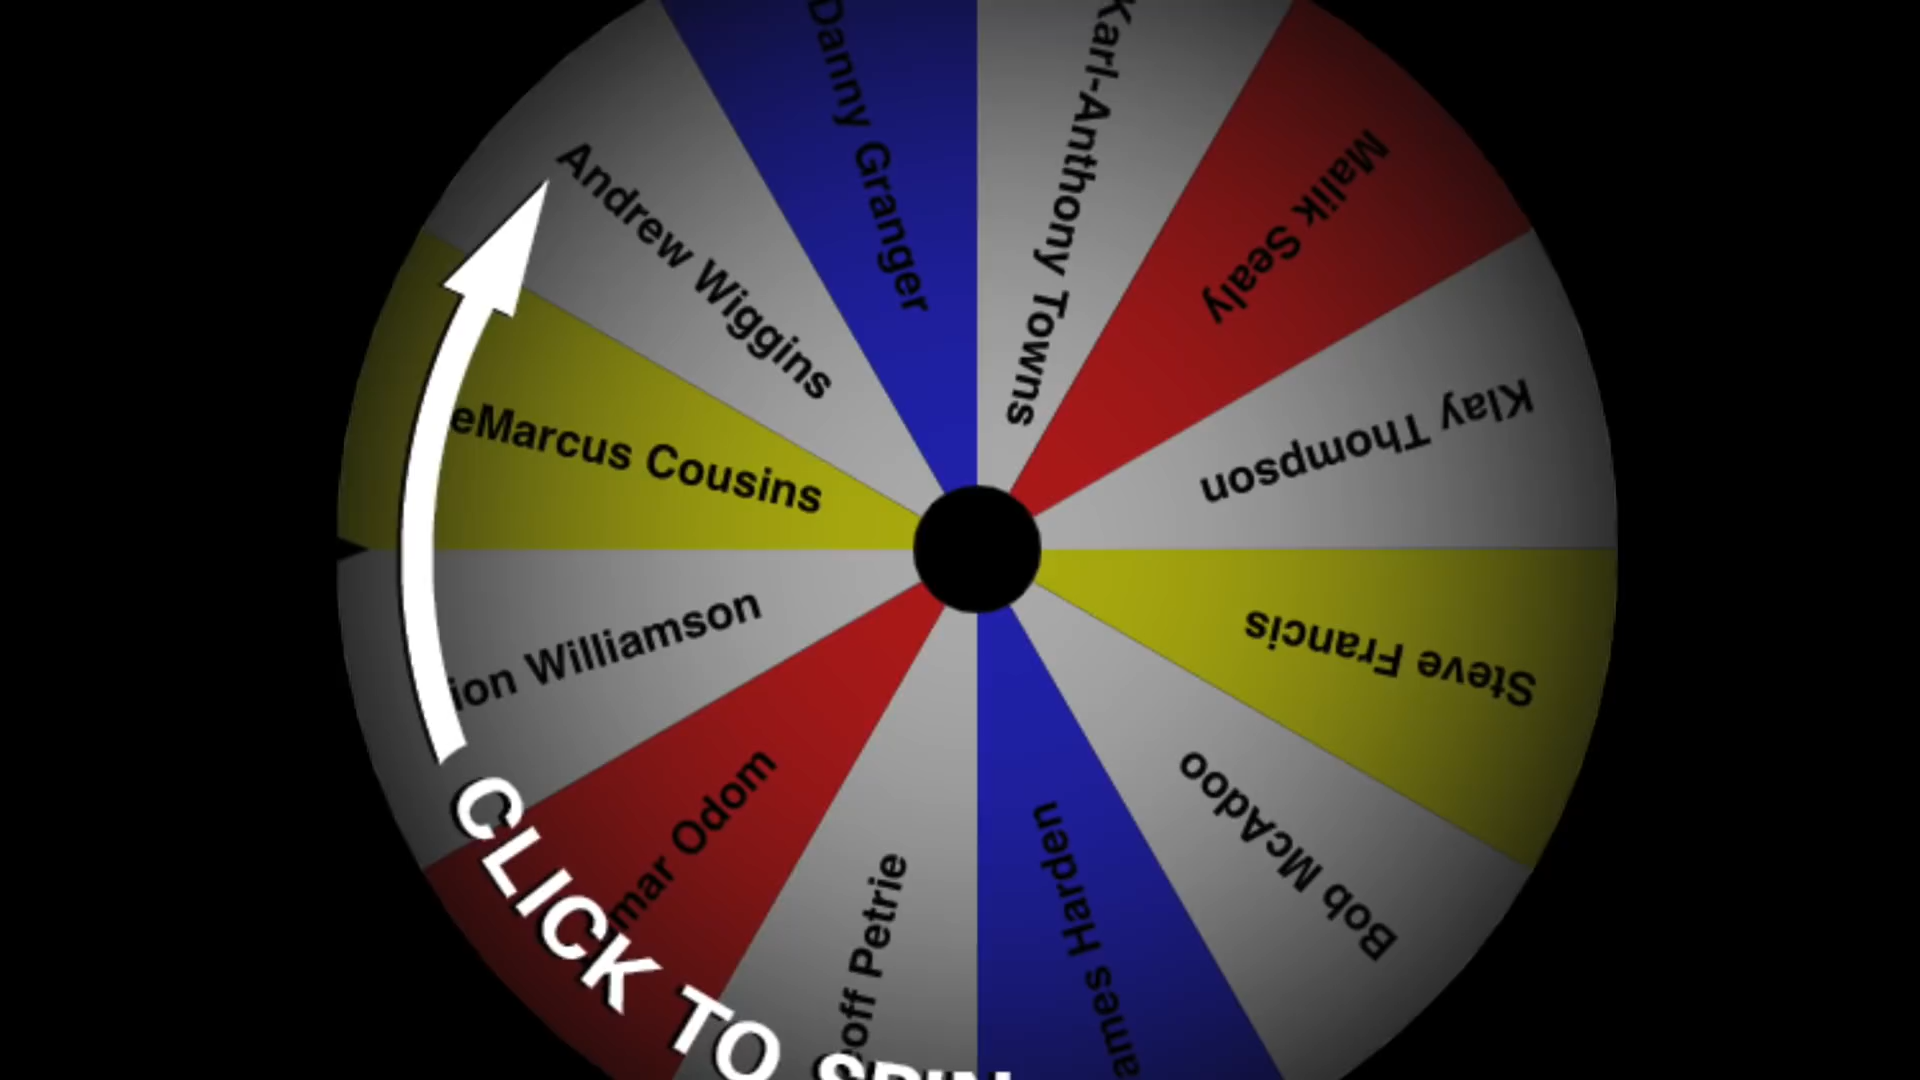 Danny Granger
Karl-Anthony Towns
Malik Sealy
Klay Thompson
Steve Francis
Bob McAdoo
ames Harden
eoff Petrie
mar Odom
ion Williamson
eMarcus Cousins
Andrew Wiggins
CLICK TO SPIN